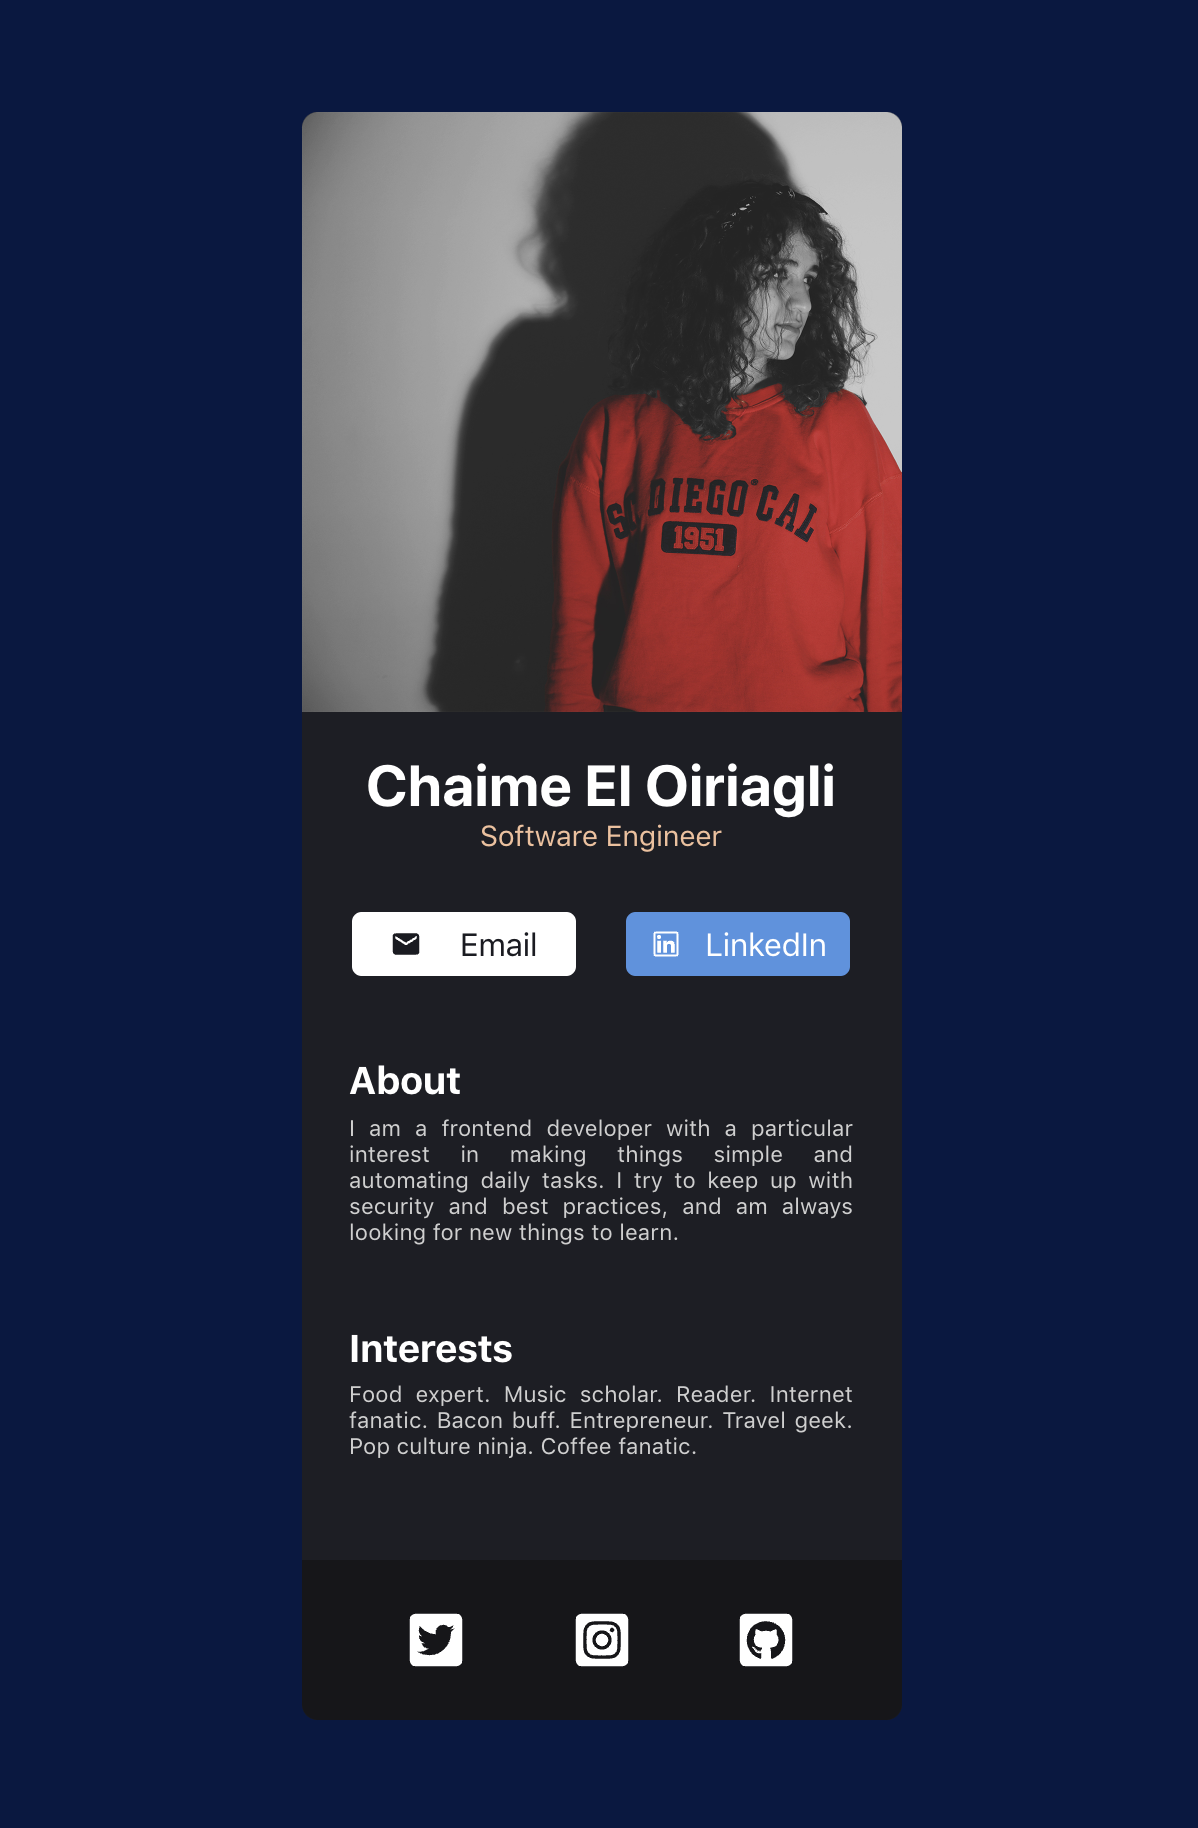 DIEGO CAL
1951
Chaime El Oiriagli
Software Engineer
Email
LinkedIn
About
I am a frontend developer with a particular
interest in making things simple and
automating daily tasks. I try to keep up with
security and best practices, and am always
looking for new things to learn.
Interests
Food expert. Music scholar. Reader. Internet
fanatic. Bacon buff. Entrepreneur. Travel geek.
Pop culture ninja. Coffee fanatic.